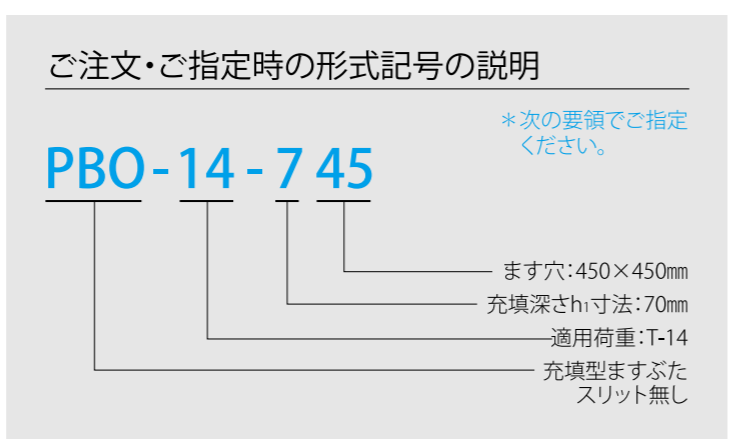 ご注文・ご指定時の形式記号の説明
＊次の要領でご指定
ください。
PBO-14-7 45
ます穴：450×450㎜
充填深さh₁寸法：70㎜
適用荷重：T-14
充填型ますぶた
スリット無し